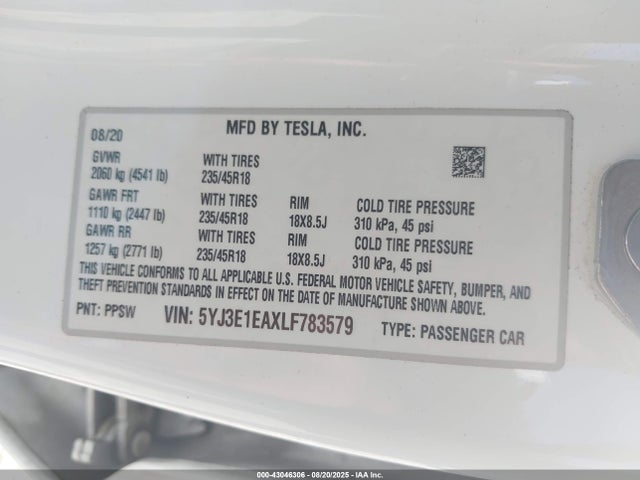 08/20 MFD BY TESLA, INC.
GVWR WITH TIRES
2060 kg (4541 lb) 235/45R18
GAWR FRT WITH TIRES RIM COLD TIRE PRESSURE
1110 kg (2447 lb) 235/45R18 18X8.5J 310 kPa, 45 psi
GAWR RR WITH TIRES RIM COLD TIRE PRESSURE
1257 kg (2771 lb) 235/45R18 18X8.5J 310 kPa, 45 psi
THIS VEHICLE CONFORMS TO ALL APPLICABLE U.S. FEDERAL MOTOR VEHICLE SAFETY, BUMPER, AND
THEFT PREVENTION STANDARDS IN EFFECT ON THE DATE OF MANUFACTURE SHOWN ABOVE.
PNT: PPSW VIN: 5YJ3E1EAXLF783579 TYPE: PASSENGER CAR
000-43046306 - 08/20/2025 - IAA Inc.